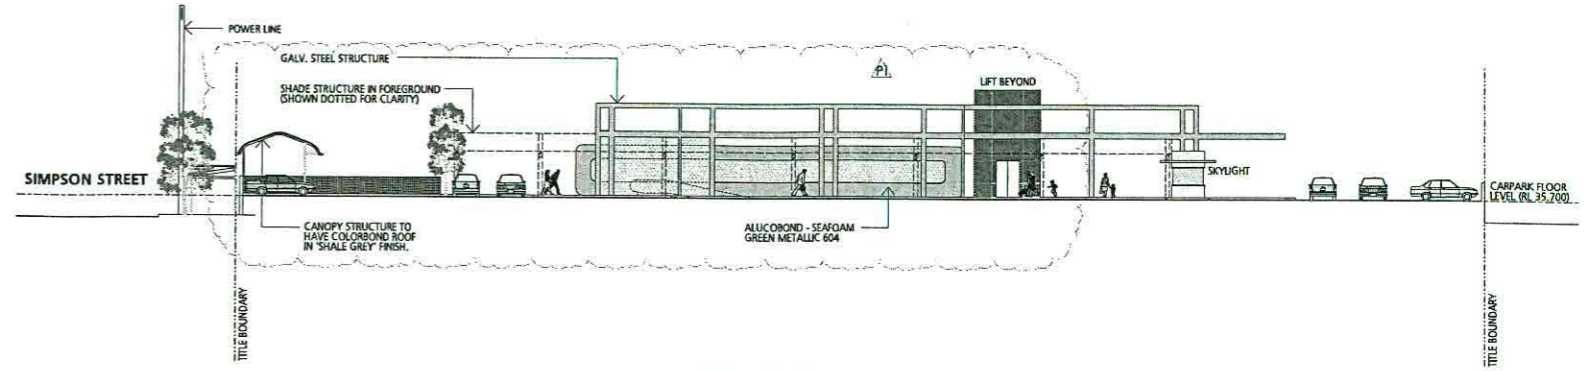 POWER LINE
GALV. STEEL STRUCTURE
SHADE STRUCTURE IN FOREGROUND
(SHOWN DOTTED FOR CLARITY)
P1
LIFT BEYOND
SIMPSON STREET
SKYLIGHT
CARPARK FLOOR
LEVEL (RL 35,700)
CANOPY STRUCTURE TO
HAVE COLORBOND ROOF
IN 'SHALE GREY' FINISH.
ALUCOBOND - SEAFOAM
GREEN METALLIC 604
TITLE BOUNDARY
TITLE BOUNDARY